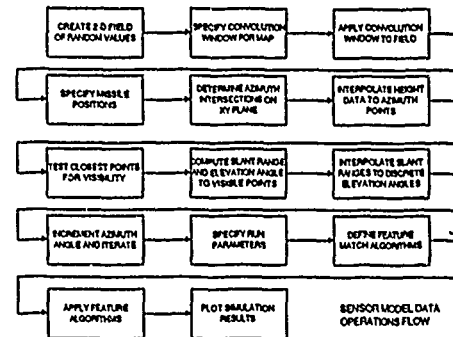 CREATE 2-D FIELD
OF RANDOM VALUES
SPECIFY CONVOLUTION
WINDOW FOR MAP
APPLY CONVOLUTION
WINDOW TO FIELD
SPECIFY MISSILE
POSITIONS
DETERMINE AZIMUTH
INTERSECTIONS ON
XY PLANE
INTERPOLATE HEIGHT
DATA TO AZIMUTH
POINTS
TEST CLOSEST POINTS
FOR VISIBILITY
COMPUTE SLANT RANGE
AND ELEVATION ANGLE
TO VISIBLE POINTS
INTERPOLATE SLANT
RANGES TO DISCRETE
ELEVATION ANGLES
INCREMENT AZIMUTH
ANGLE AND ITERATE
SPECIFY RUN
PARAMETERS
DEFINE FEATURE
MATCH ALGORITHMS
APPLY FEATURE
ALGORITHMS
PLOT SIMULATION
RESULTS
SENSOR MODEL DATA
OPERATIONS FLOW